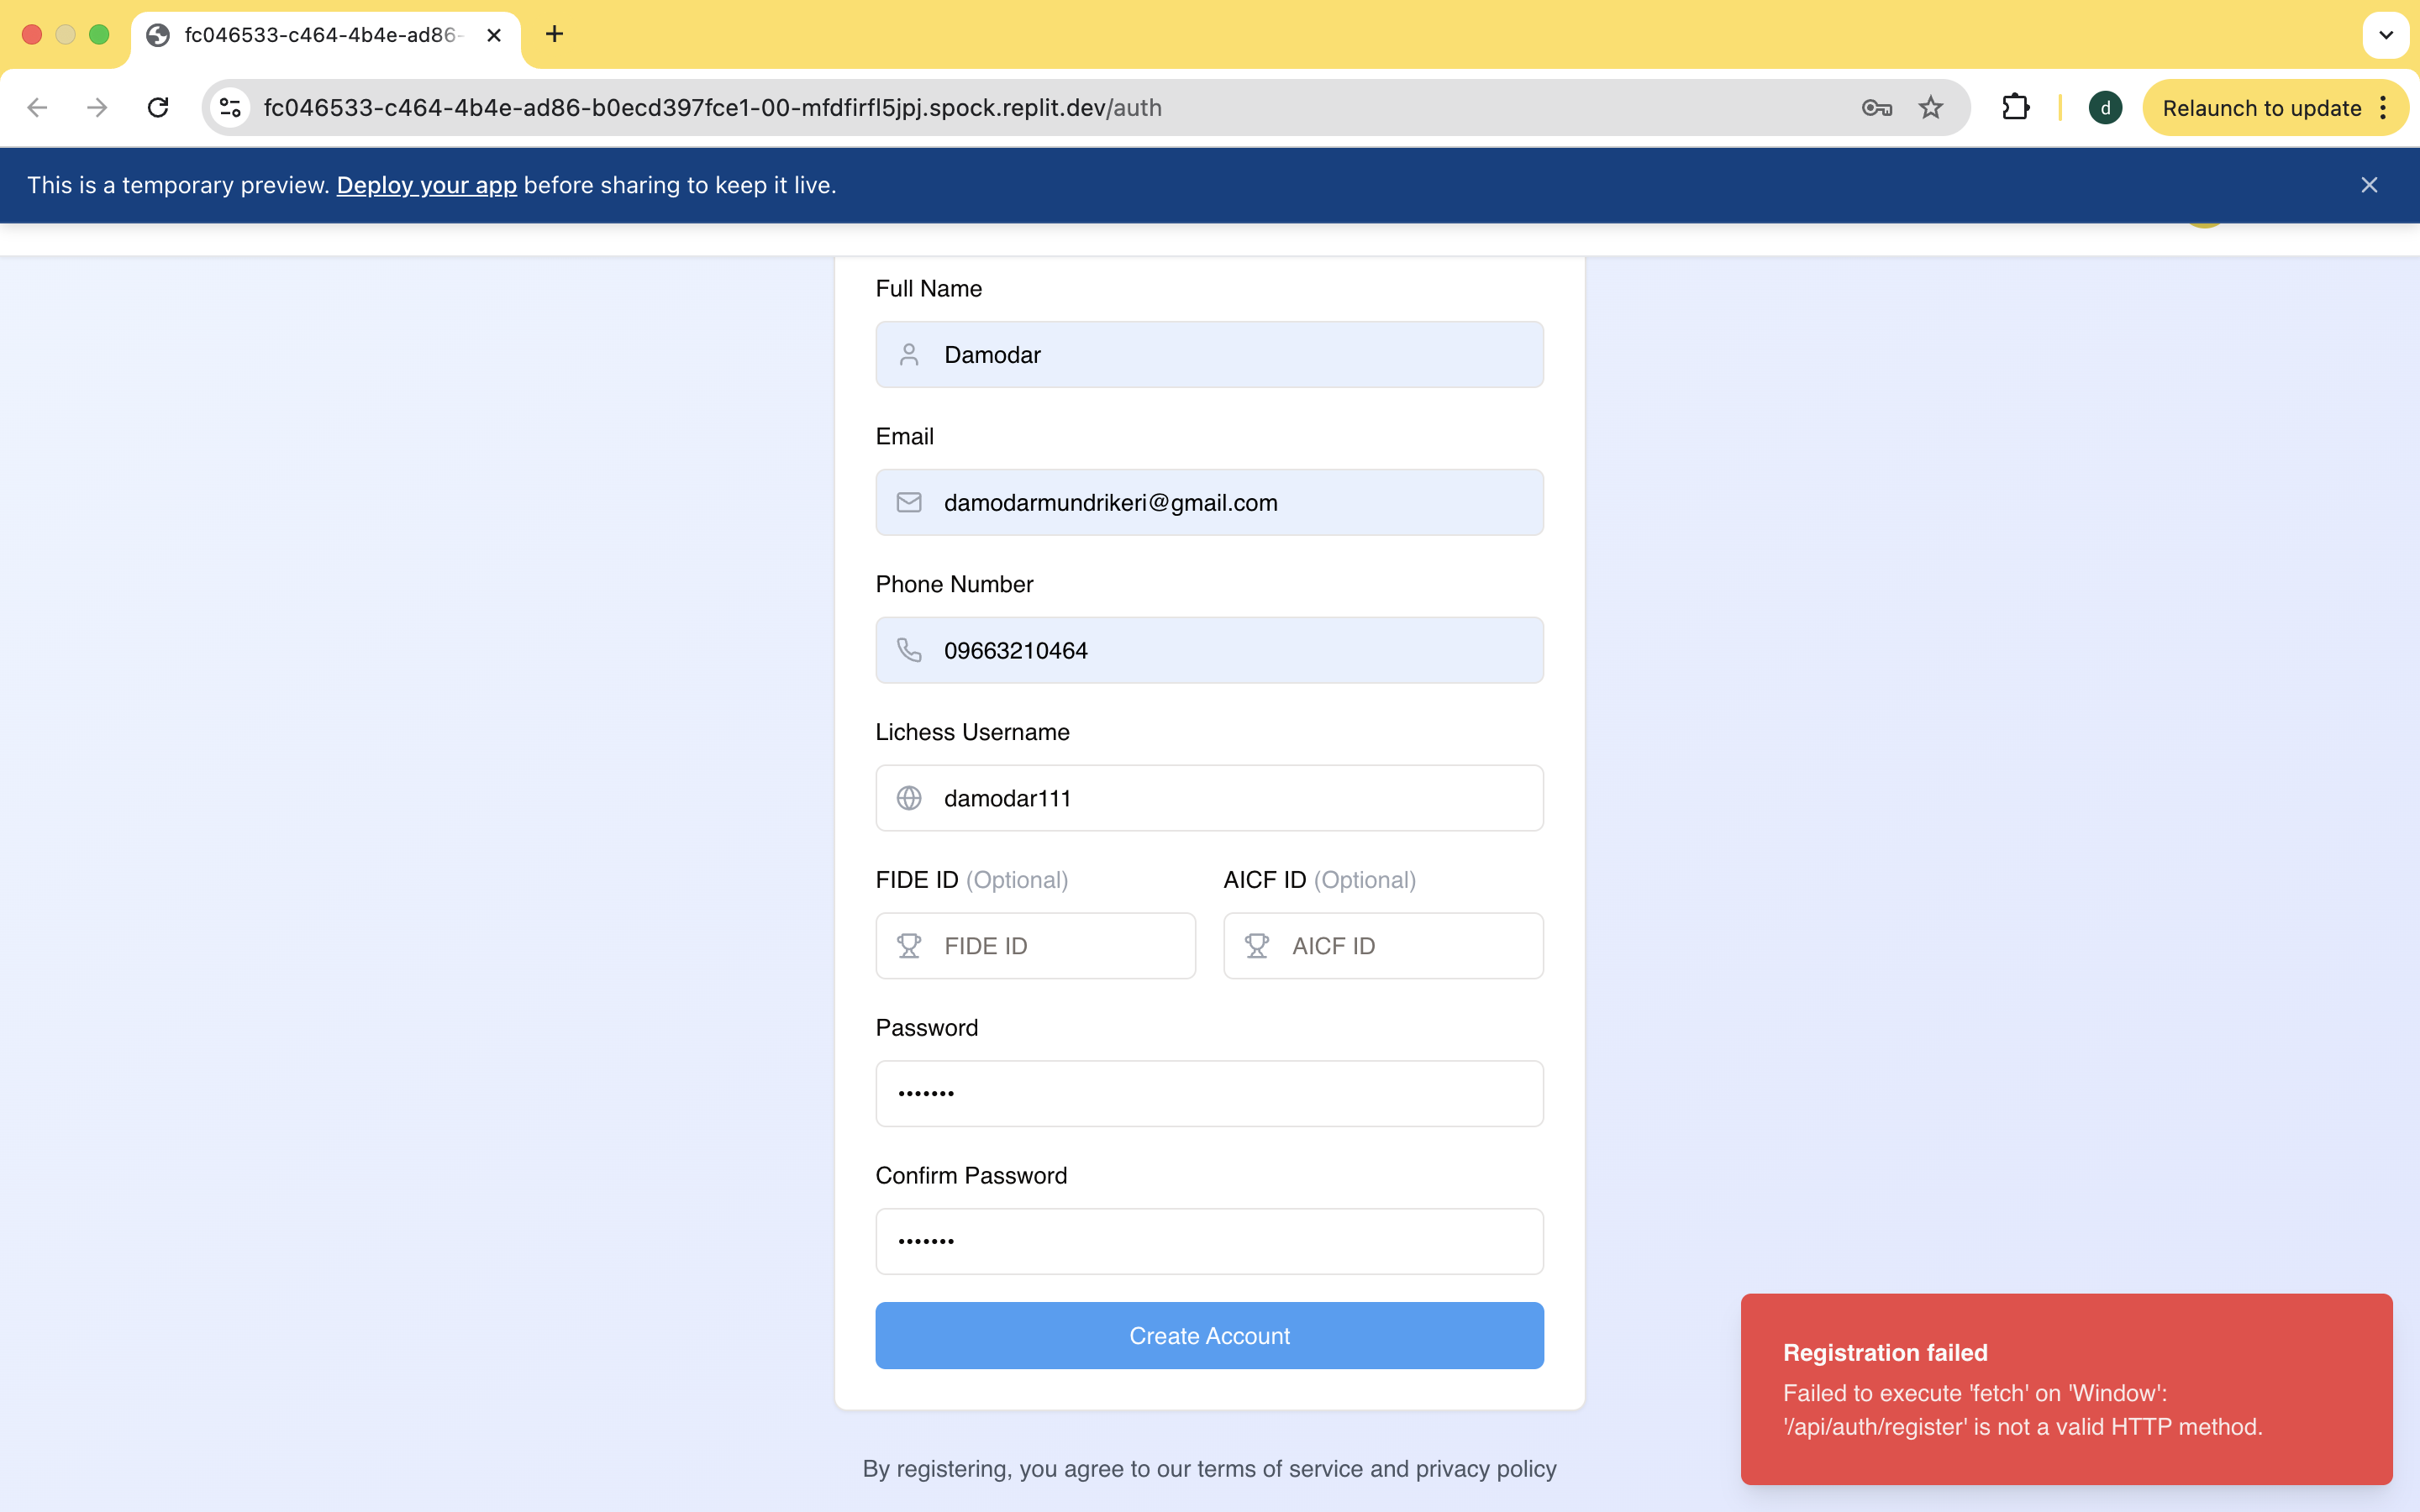 fc046533-c464-4b4e-ad86-
fc046533-c464-4b4e-ad86-b0ecd397fce1-00-mfdfirfl5jpj.spock.replit.dev/auth
d
Relaunch to update
This is a temporary preview. Deploy your app before sharing to keep it live.
Full Name
Damodar
Email
damodarmundrikeri@gmail.com
Phone Number
09663210464
Lichess Username
damodar111
FIDE ID (Optional)
AICF ID (Optional)
FIDE ID
AICF ID
Password
•••••••
Confirm Password
•••••••
Create Account
Registration failed
Failed to execute 'fetch' on 'Window':
'/api/auth/register' is not a valid HTTP method.
By registering, you agree to our terms of service and privacy policy